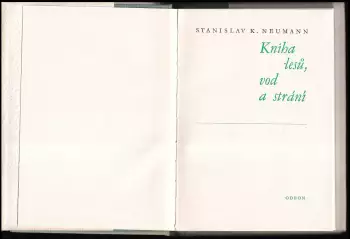 STANISLAV K. NEUMANN
Kniha
lesů,
vod
a strání
ODEON